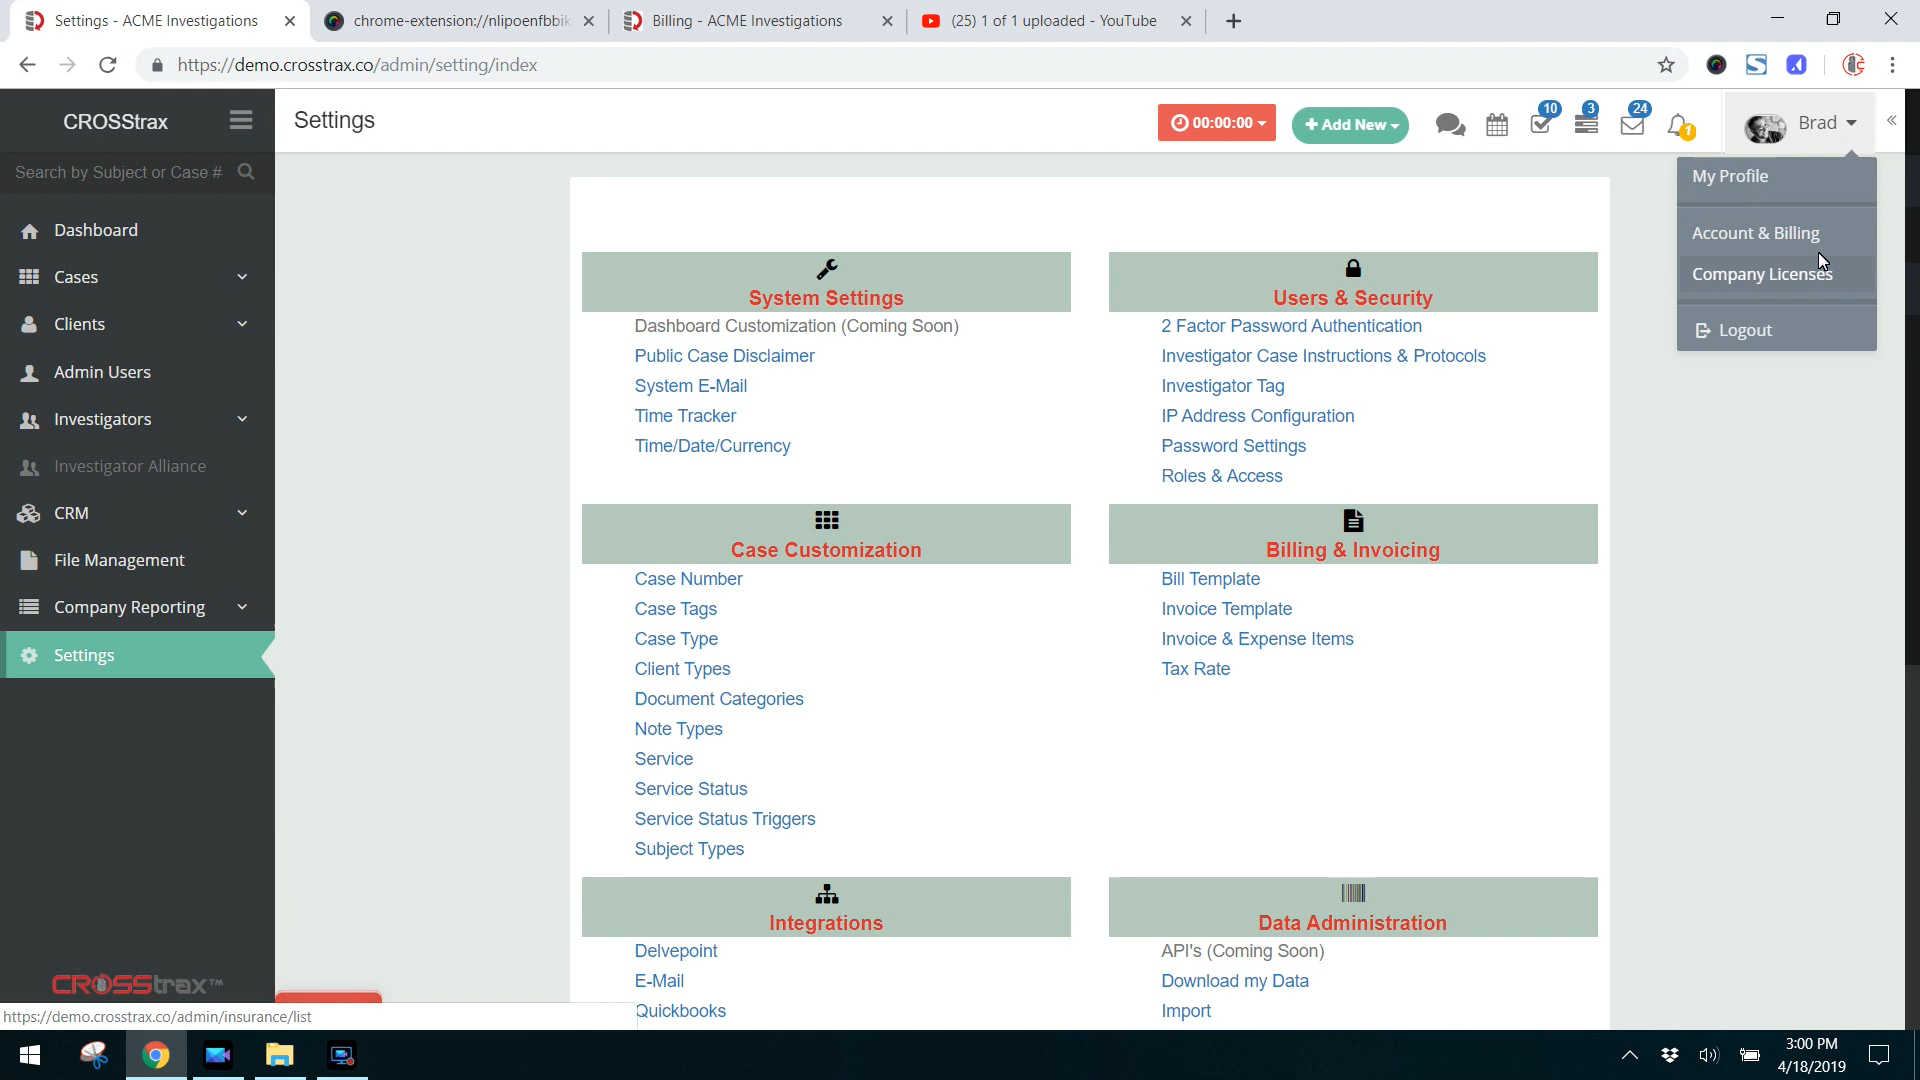 Settings - ACME Investigations
chrome-extension://nlipoenfbbik
Billing - ACME Investigations
(25) 1 of 1 uploaded - YouTube
https://demo.crosstrax.co/admin/setting/index
CROSStrax
Settings
00:00:00
+ Add New
10
3
24
1
Brad
«
Search by Subject or Case #
Dashboard
Cases
Clients
Admin Users
Investigators
Investigator Alliance
CRM
File Management
Company Reporting
Settings
CROSStrax™
My Profile
Account & Billing
Company Licenses
Logout
System Settings
Dashboard Customization (Coming Soon)
Public Case Disclaimer
System E-Mail
Time Tracker
Time/Date/Currency
Users & Security
2 Factor Password Authentication
Investigator Case Instructions & Protocols
Investigator Tag
IP Address Configuration
Password Settings
Roles & Access
Case Customization
Case Number
Case Tags
Case Type
Client Types
Document Categories
Note Types
Service
Service Status
Service Status Triggers
Subject Types
Billing & Invoicing
Bill Template
Invoice Template
Invoice & Expense Items
Tax Rate
Integrations
Delvepoint
E-Mail
Quickbooks
Data Administration
API's (Coming Soon)
Download my Data
Import
https://demo.crosstrax.co/admin/insurance/list
3:00 PM
4/18/2019